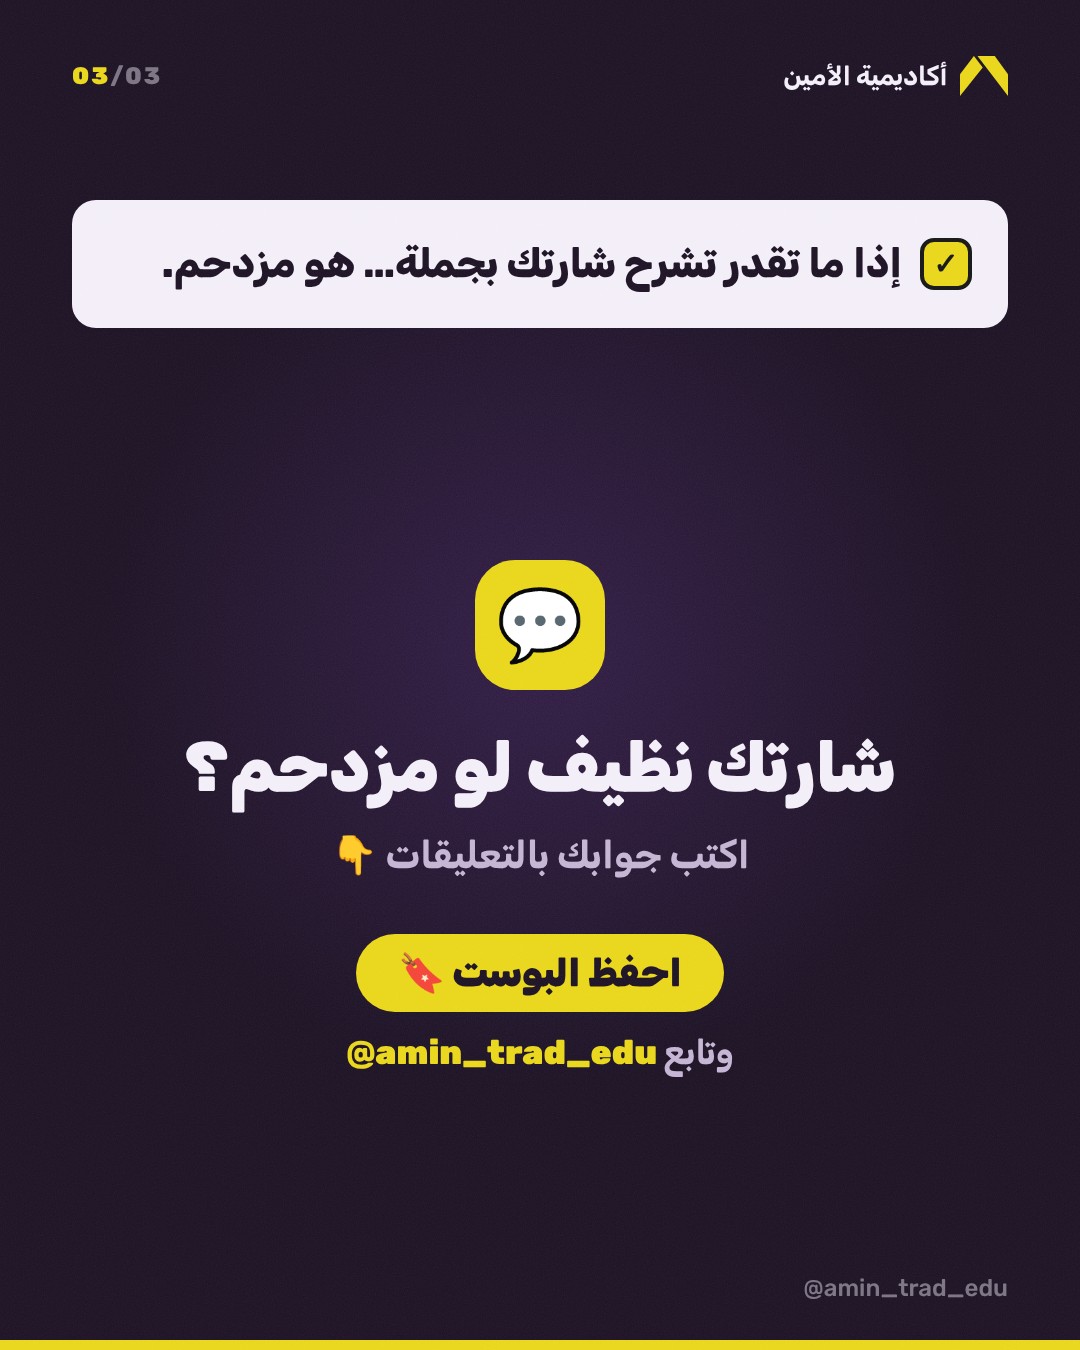 أكاديمية الأمين
03/03
إذا ما تقدر تشرح شارتك بجملة... هو مزدحم.
شارتك نظيف لو مزدحم؟
اكتب جوابك بالتعليقات 👇
احفظ البوست 🔖
وتابع @amin_trad_edu
@amin_trad_edu